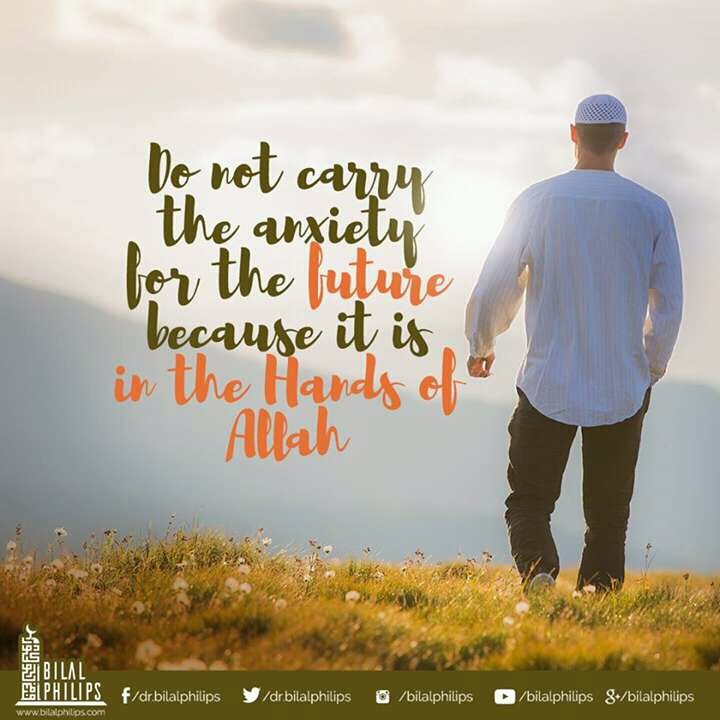 Do not carry
the anxiety
for the future
because it is
in the Hands of
Allah
BILAL
PHILIPS
www.bilalphilips.com
f/dr.bilalphilips
/dr.bilalphilips
/bilalphilips
/bilalphilips
g+/bilalphilips